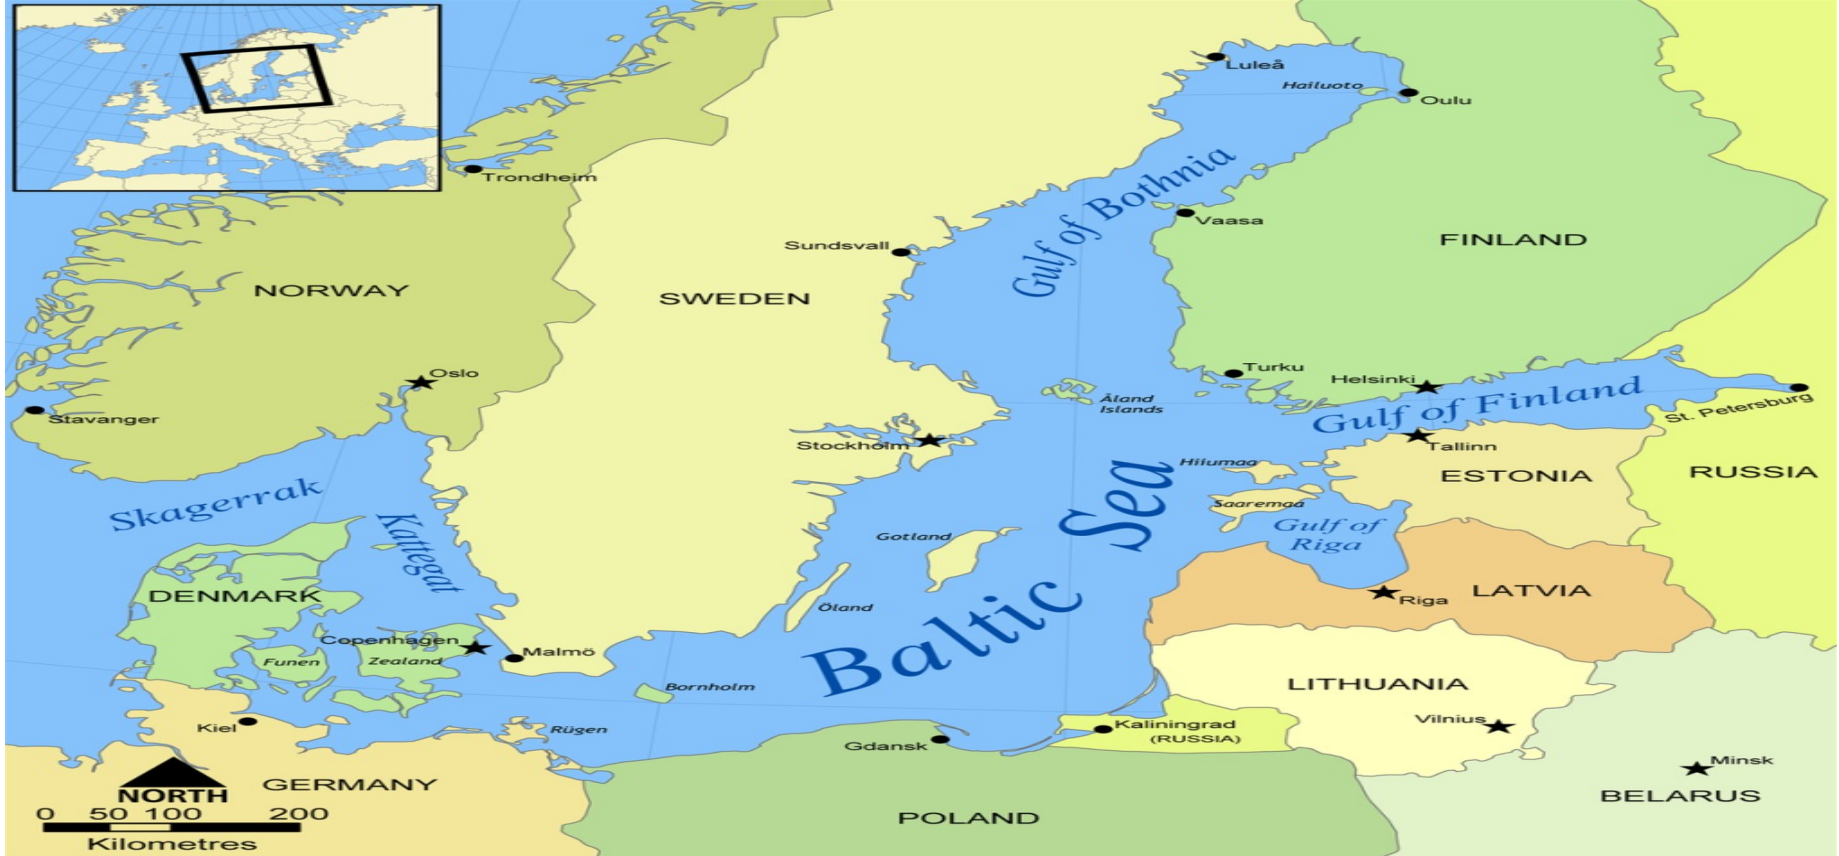 Luleå
Hailuoto
Oulu
Trondheim
Gulf of Bothnia
Vaasa
Sundsvall
FINLAND
NORWAY
SWEDEN
Oslo
Turku
Helsinki
Stavanger
Åland
Islands
Gulf of Finland
St. Petersburg
Stockholm
Tallinn
Hiiumaa
ESTONIA
RUSSIA
Skagerrak
Kattegat
Saaremaa
Gotland
Gulf of
Riga
DENMARK
Öland
Baltic Sea
Riga
LATVIA
Copenhagen
Malmö
Funen
Zealand
Bornholm
LITHUANIA
Kiel
Rügen
Gdansk
Kaliningrad
(RUSSIA)
Vilnius
Minsk
GERMANY
NORTH
BELARUS
0 50 100 200
Kilometres
POLAND